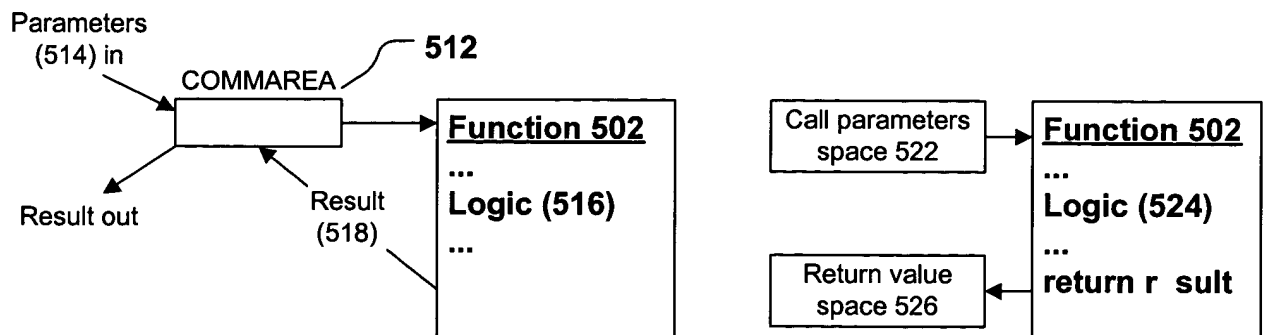 Parameters
(514) in
512
COMMAREA
Result out
Result
(518)
Function 502
...
Logic (516)
...
Call parameters
space 522
Return value
space 526
Function 502
...
Logic (524)
...
return r sult